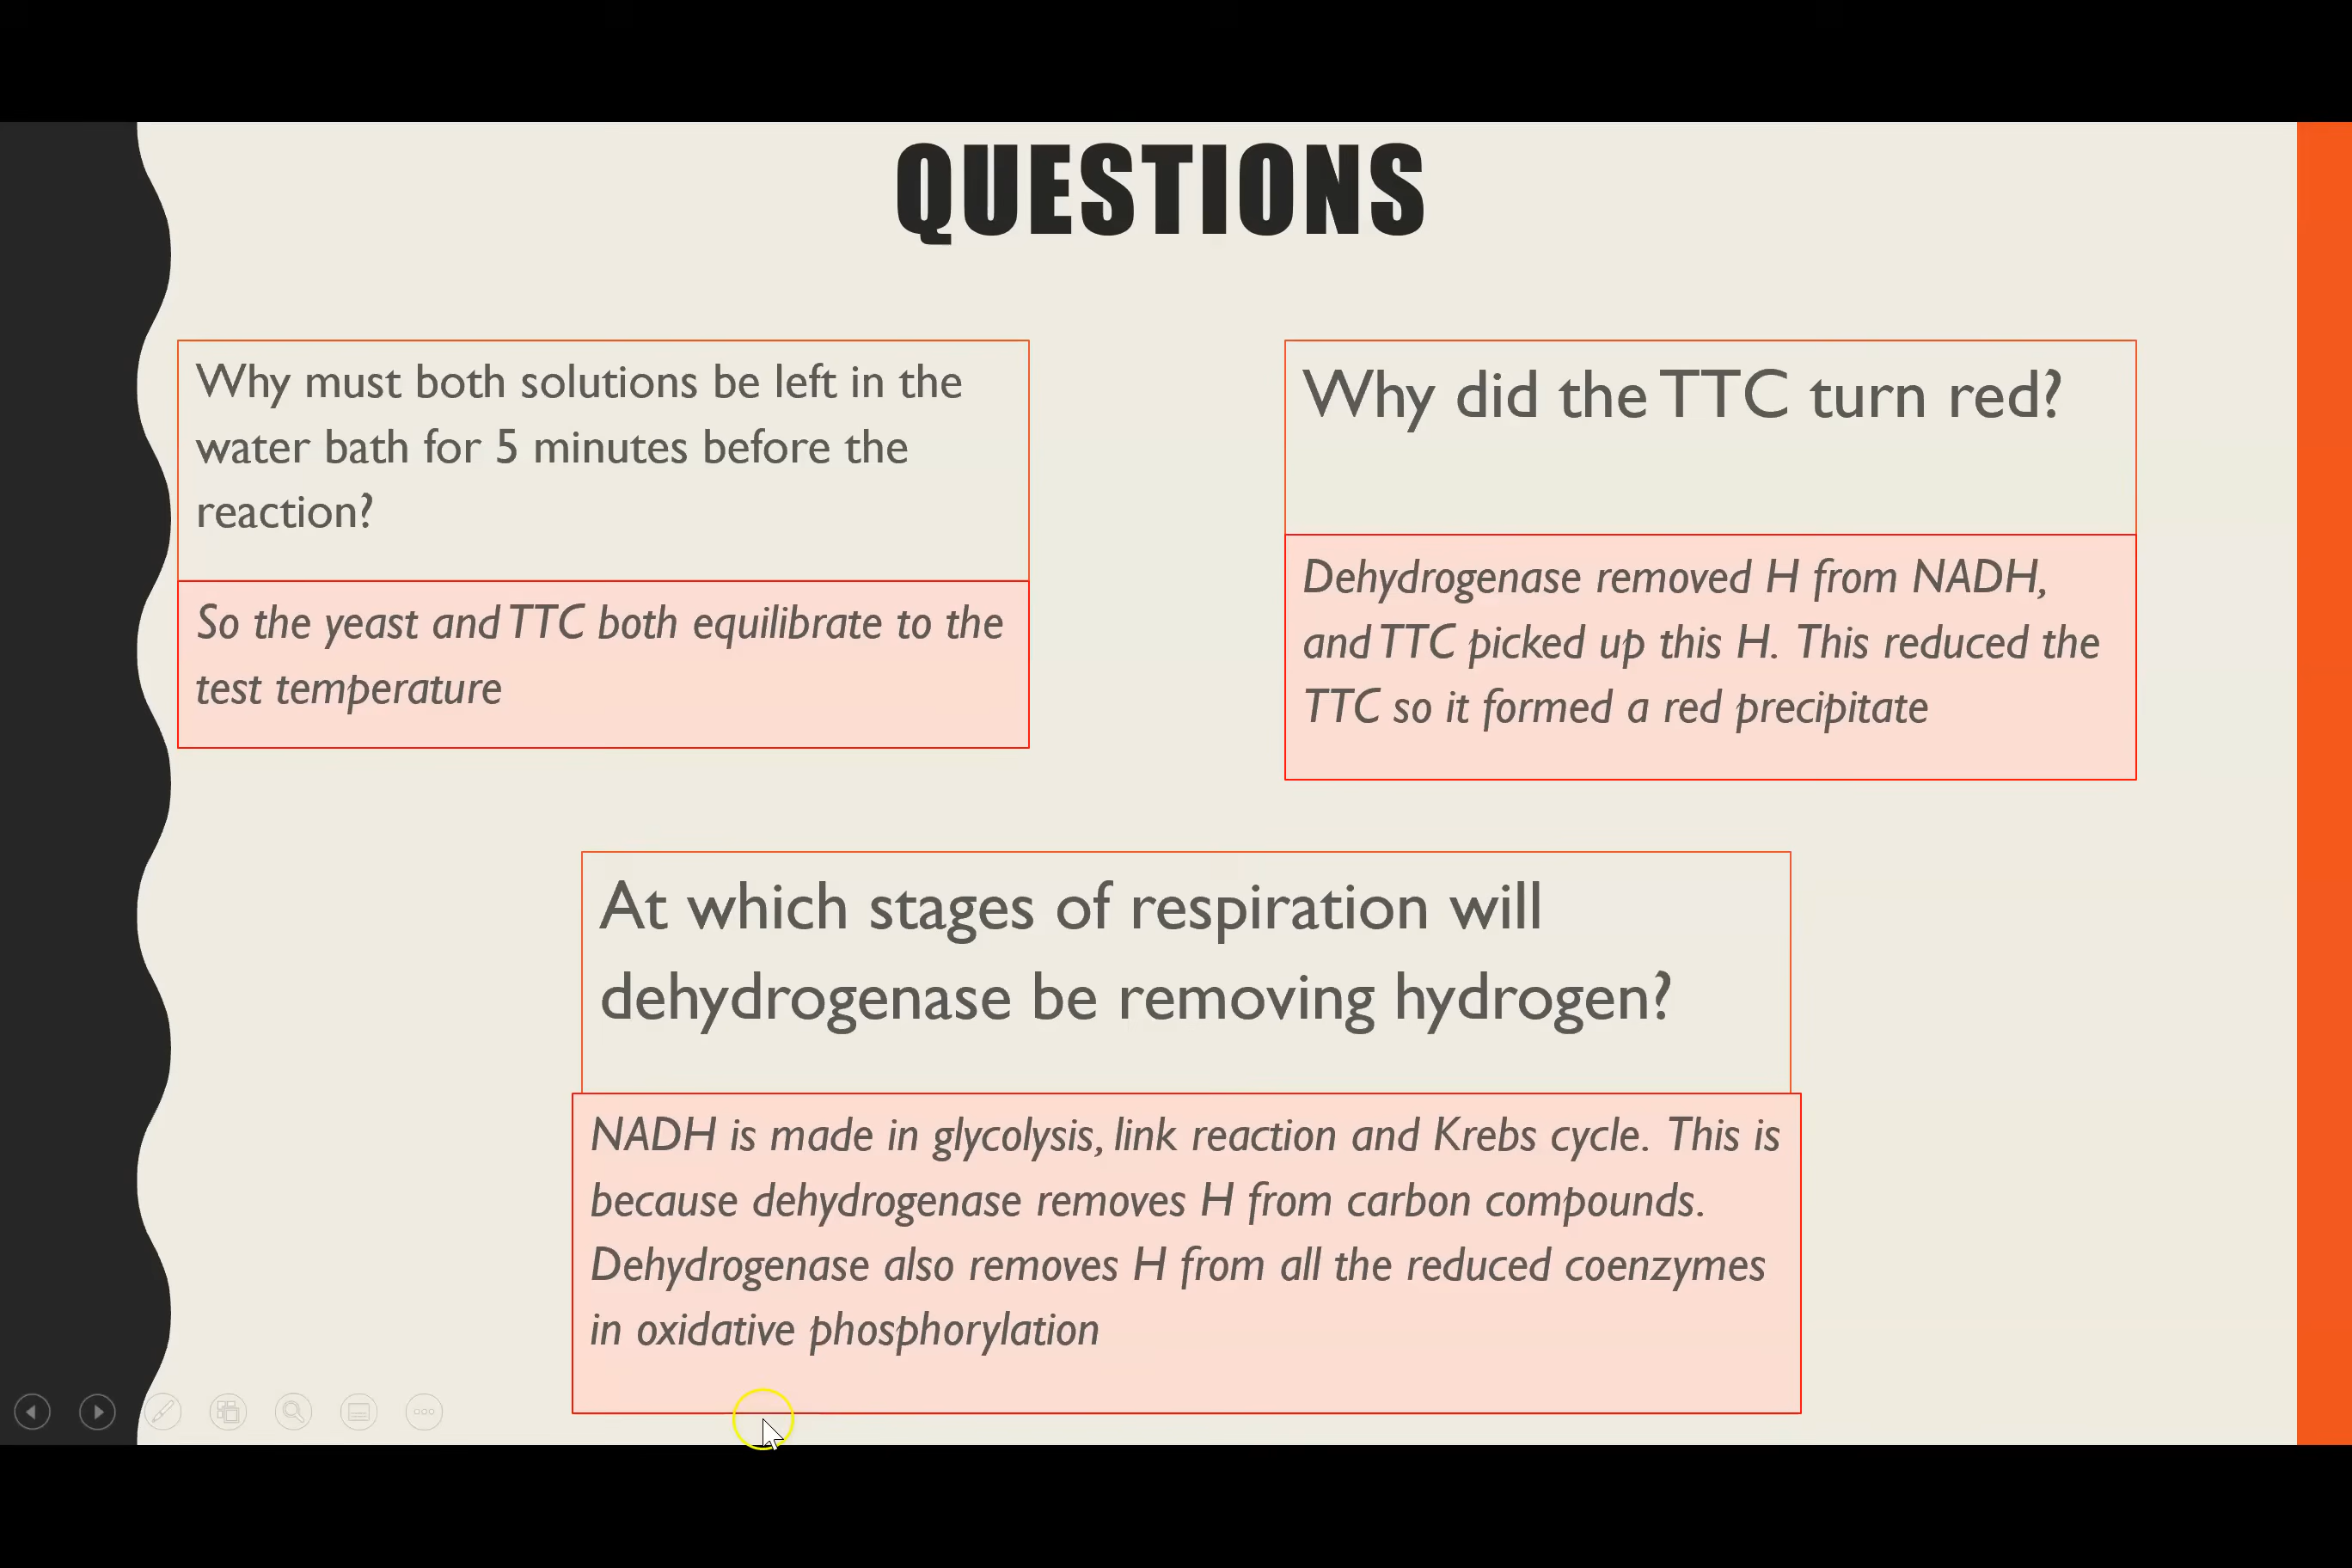 QUESTIONS
Why must both solutions be left in the
water bath for 5 minutes before the
reaction?
So the yeast and TTC both equilibrate to the
test temperature
Why did the TTC turn red?
Dehydrogenase removed H from NADH,
and TTC picked up this H. This reduced the
TTC so it formed a red precipitate
At which stages of respiration will
dehydrogenase be removing hydrogen?
NADH is made in glycolysis, link reaction and Krebs cycle. This is
because dehydrogenase removes H from carbon compounds.
Dehydrogenase also removes H from all the reduced coenzymes
in oxidative phosphorylation